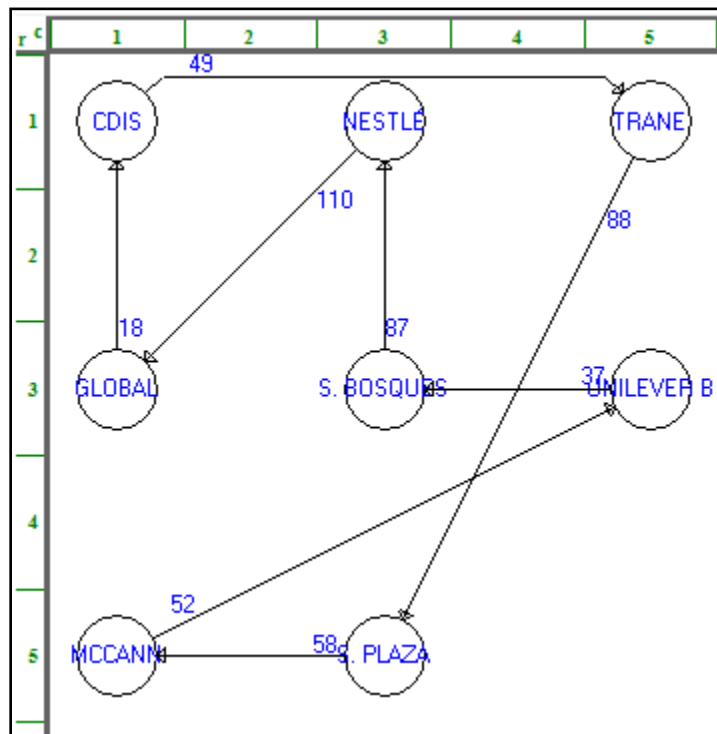 r c 1 2 3 4 5
49
1 CDIS NESTLÉ TRANE
110 88
2
18 87
37
3 GLOBAL S. BOSQUES UNILEVER B
4
52
58
5 MCCANN S. PLAZA